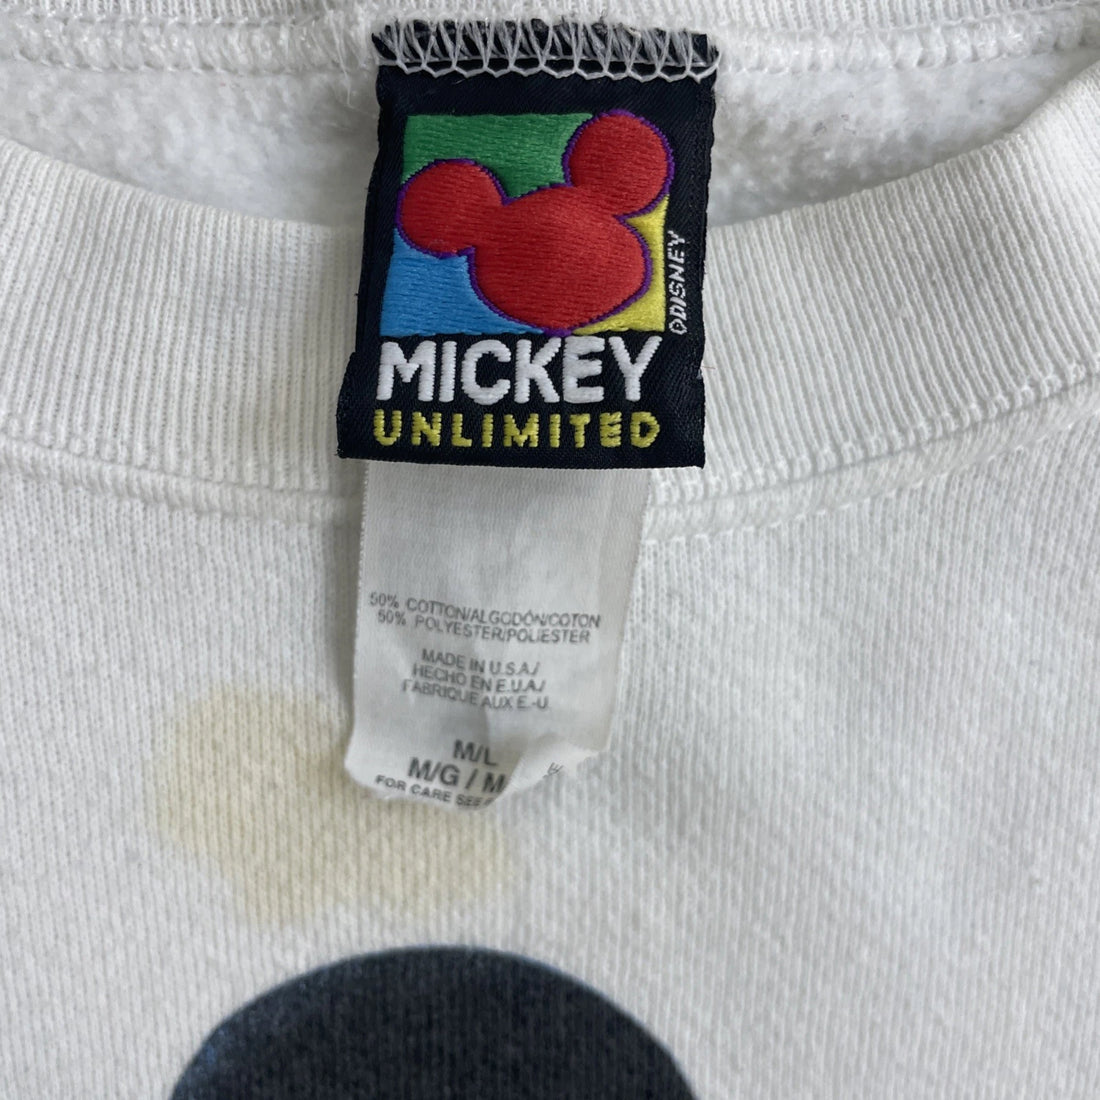 ©DISNEY
MICKEY
UNLIMITED
50% COTTON/ALGODÓN/COTON
50% POLYESTER/POLIESTER
MADE IN U.S.A./
HECHO EN E.U.A./
FABRIQUE AUX E.-U.
M/L
M/G / M
FOR CARE SEE